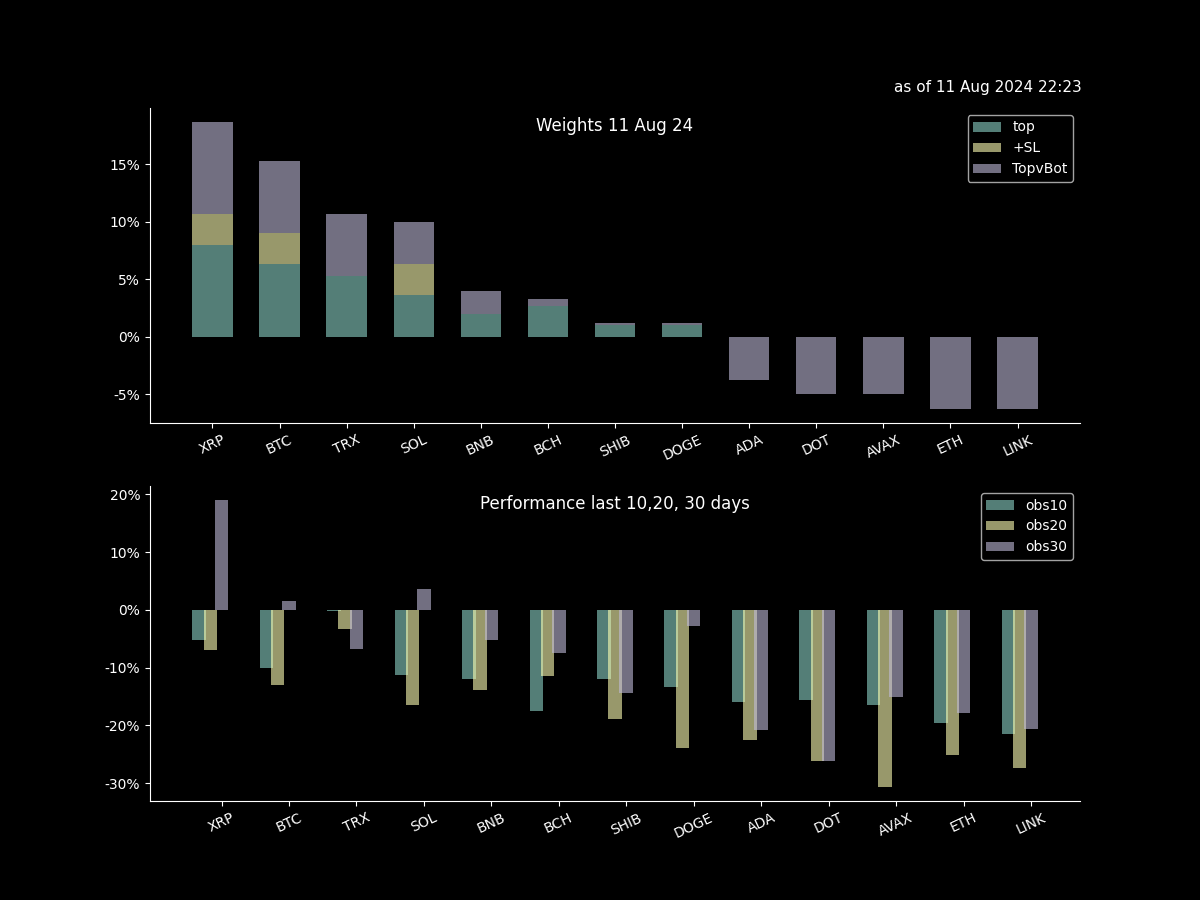 as of 11 Aug 2024 22:23
Weights 11 Aug 24
top
+SL
TopvBot
15%
10%
5%
0%
-5%
XRP BTC TRX SOL BNB BCH SHIB DOGE ADA DOT AVAX ETH LINK
Performance last 10,20, 30 days
obs10
obs20
obs30
20%
10%
0%
-10%
-20%
-30%
XRP BTC TRX SOL BNB BCH SHIB DOGE ADA DOT AVAX ETH LINK